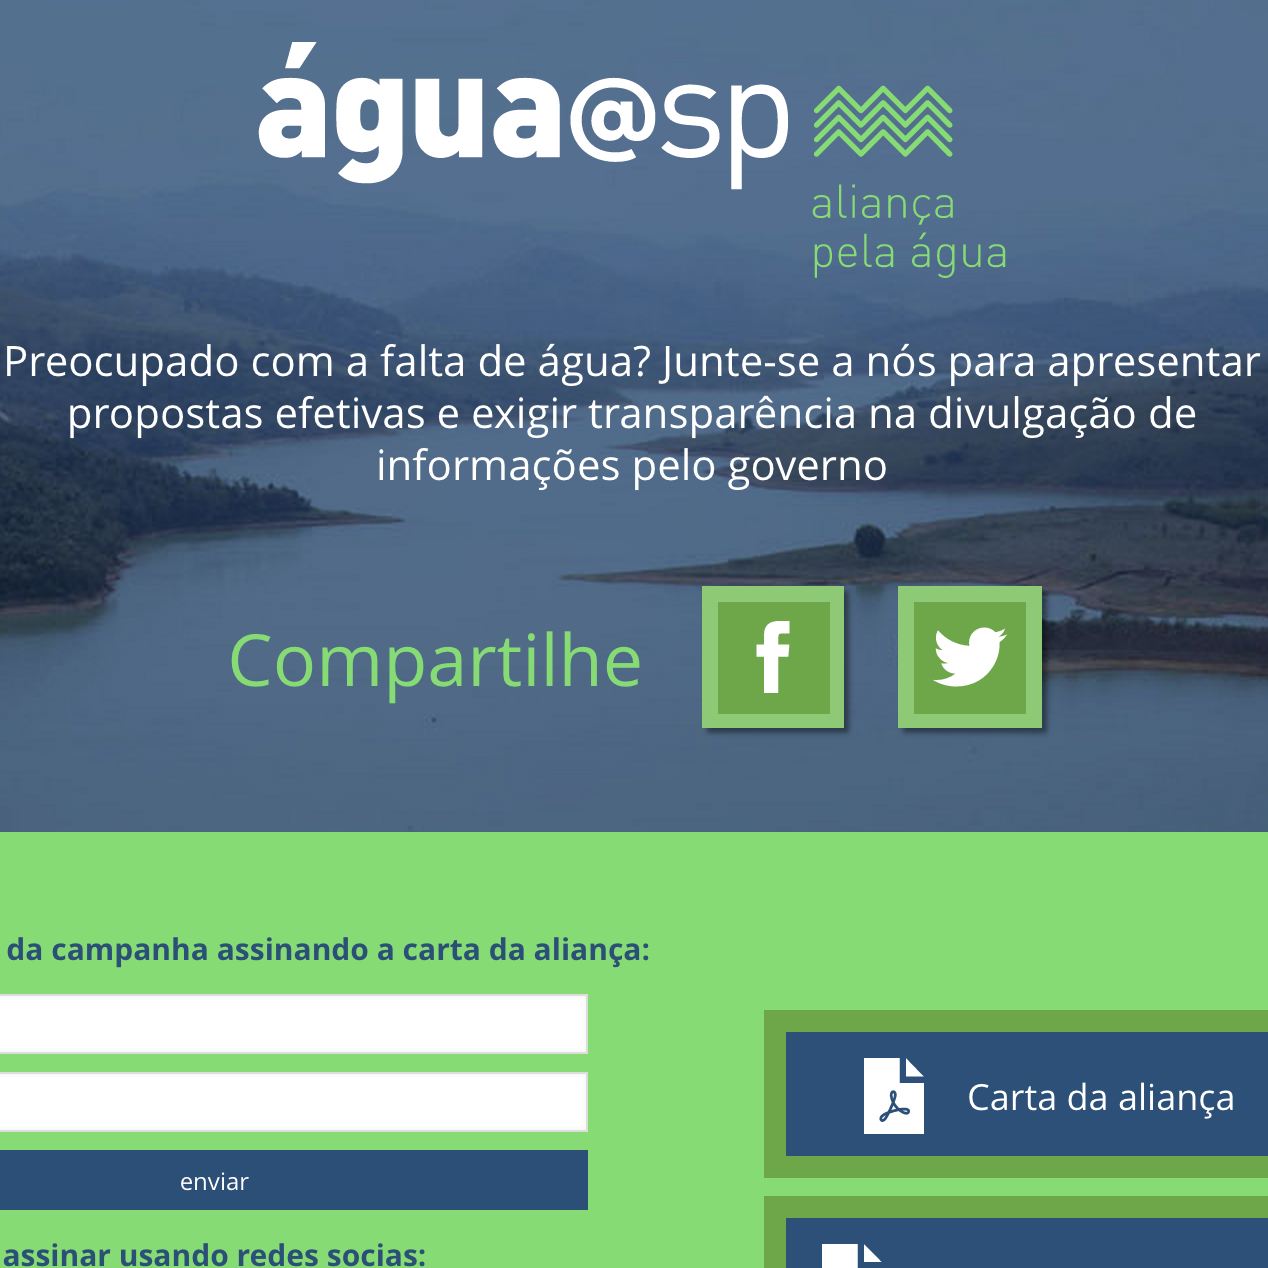 água@sp
aliança
pela água
Preocupado com a falta de água? Junte-se a nós para apresentar
propostas efetivas e exigir transparência na divulgação de
informações pelo governo
Compartilhe
da campanha assinando a carta da aliança:
enviar
assinar usando redes socias:
Carta da aliança